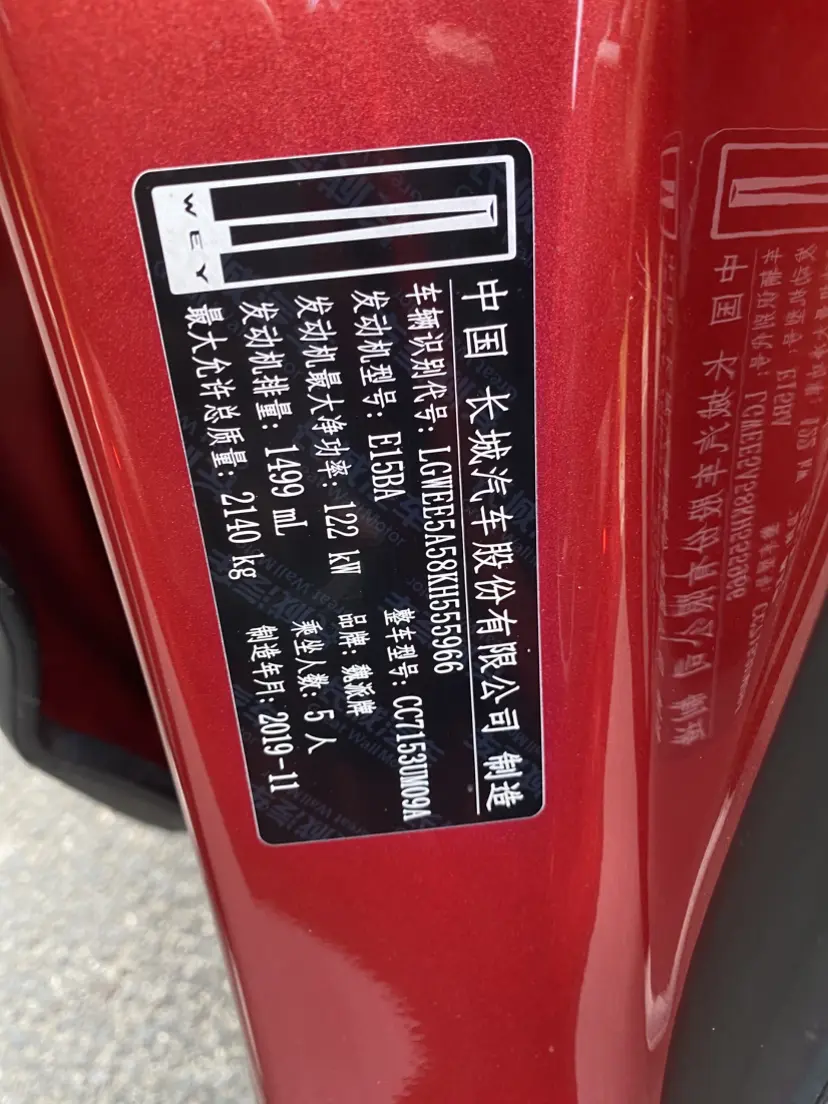 WEY
中国 长城汽车股份有限公司 制造
车辆识别代号: LGWEE5A58KH555966
发动机型号: E15BA 整车型号: CC7153UM09A
发动机最大净功率: 122 kW 品牌: 魏派牌
发动机排量: 1499 mL 乘坐人数: 5 人
最大允许总质量: 2140 kg 制造年月: 2019-11